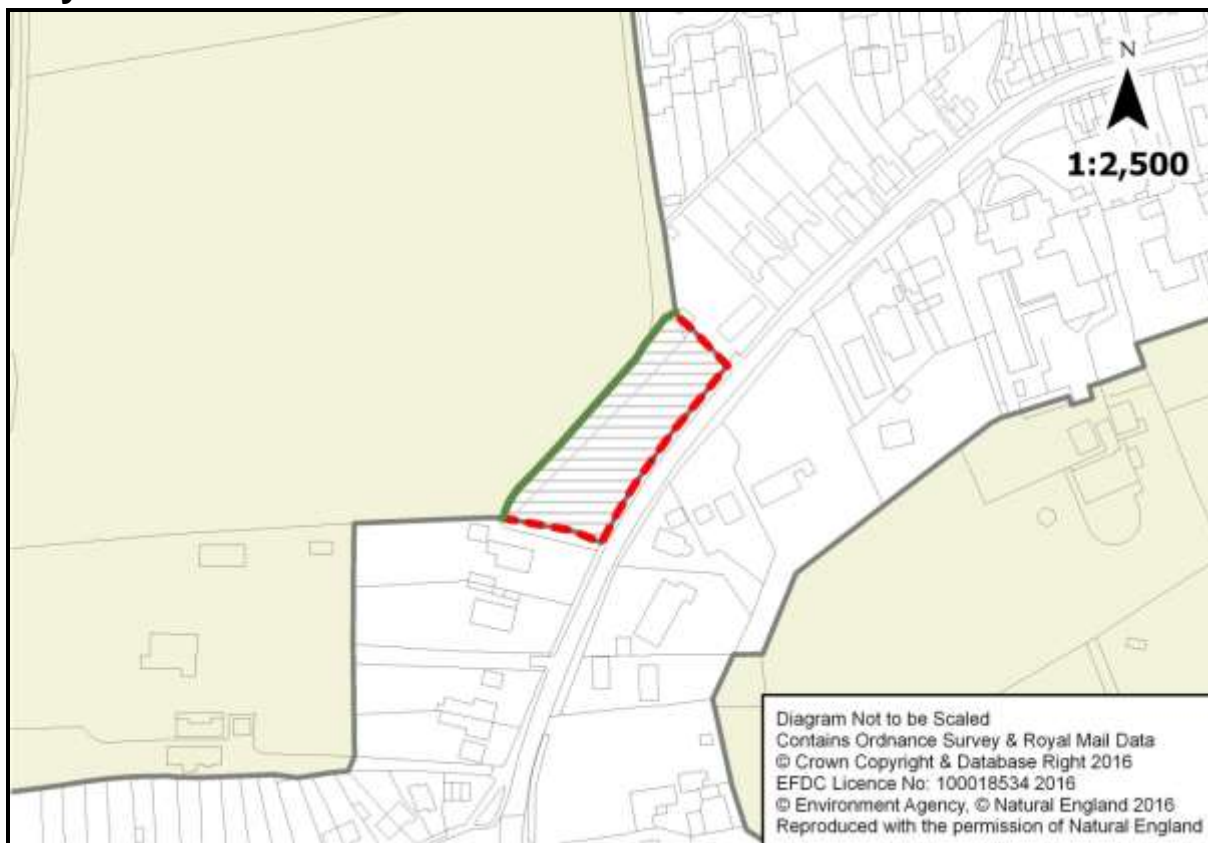 N
1:2,500
Diagram Not to be Scaled
Contains Ordnance Survey & Royal Mail Data
© Crown Copyright & Database Right 2016
EFDC Licence No: 100018534 2016
© Environment Agency, © Natural England 2016
Reproduced with the permission of Natural England